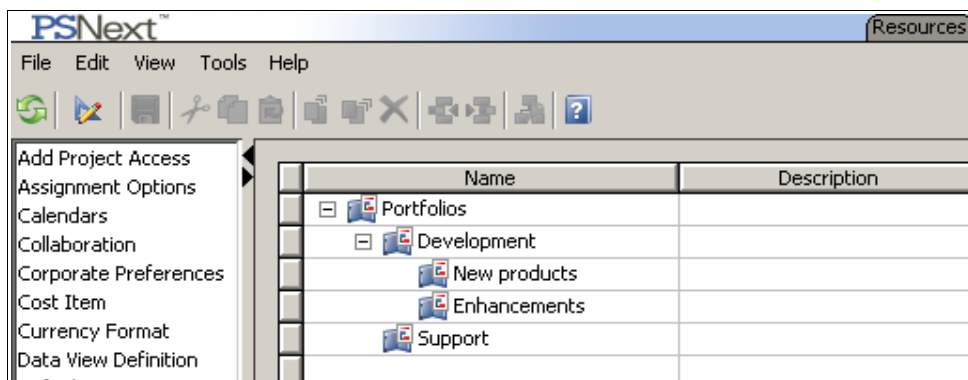 PSNext™
Resources
File Edit View Tools Help
Add Project Access
Assignment Options
Calendars
Collaboration
Corporate Preferences
Cost Item
Currency Format
Data View Definition
Name Description
Portfolios
Development
New products
Enhancements
Support